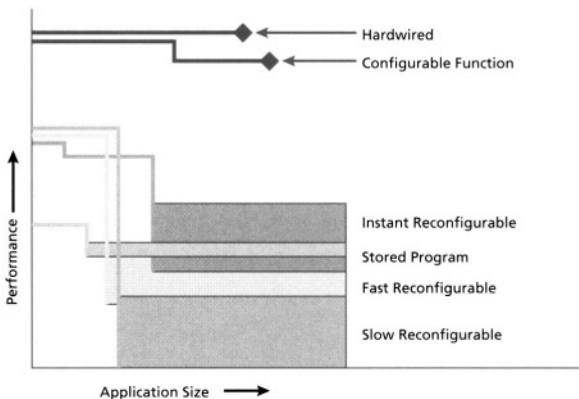 Hardwired
Configurable Function
Instant Reconfigurable
Stored Program
Fast Reconfigurable
Slow Reconfigurable
Performance
Application Size